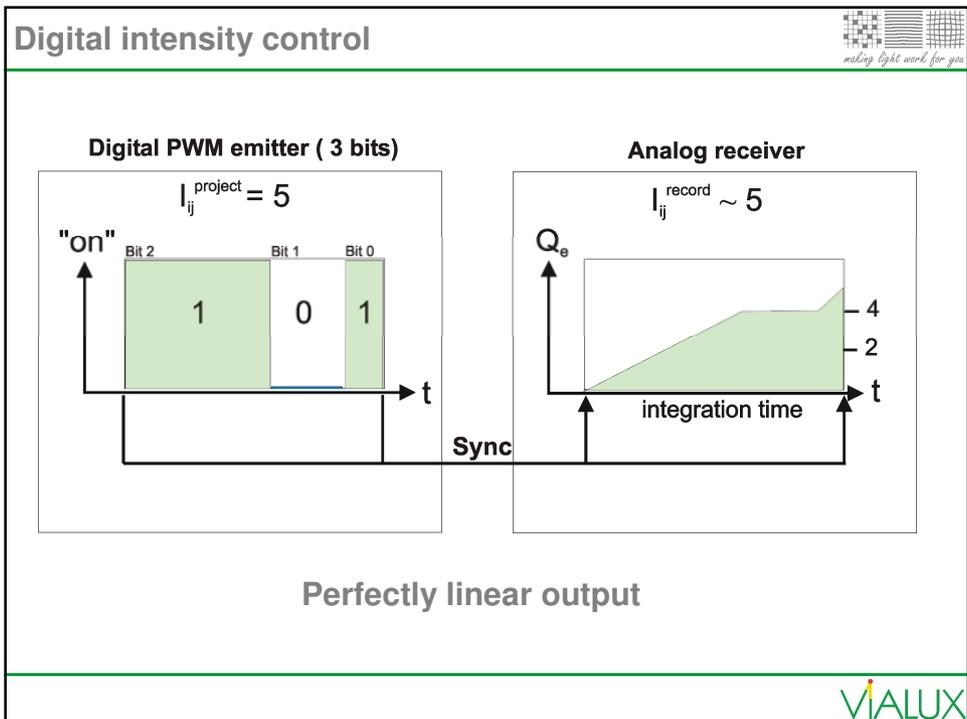 Digital intensity control
making light work for you
Digital PWM emitter ( 3 bits)
I_ij^project = 5
"on"
Bit 2 Bit 1 Bit 0
1 0 1
t
Analog receiver
I_ij^record ~ 5
Q_e
4
2
t
integration time
Sync
Perfectly linear output
ViALUX